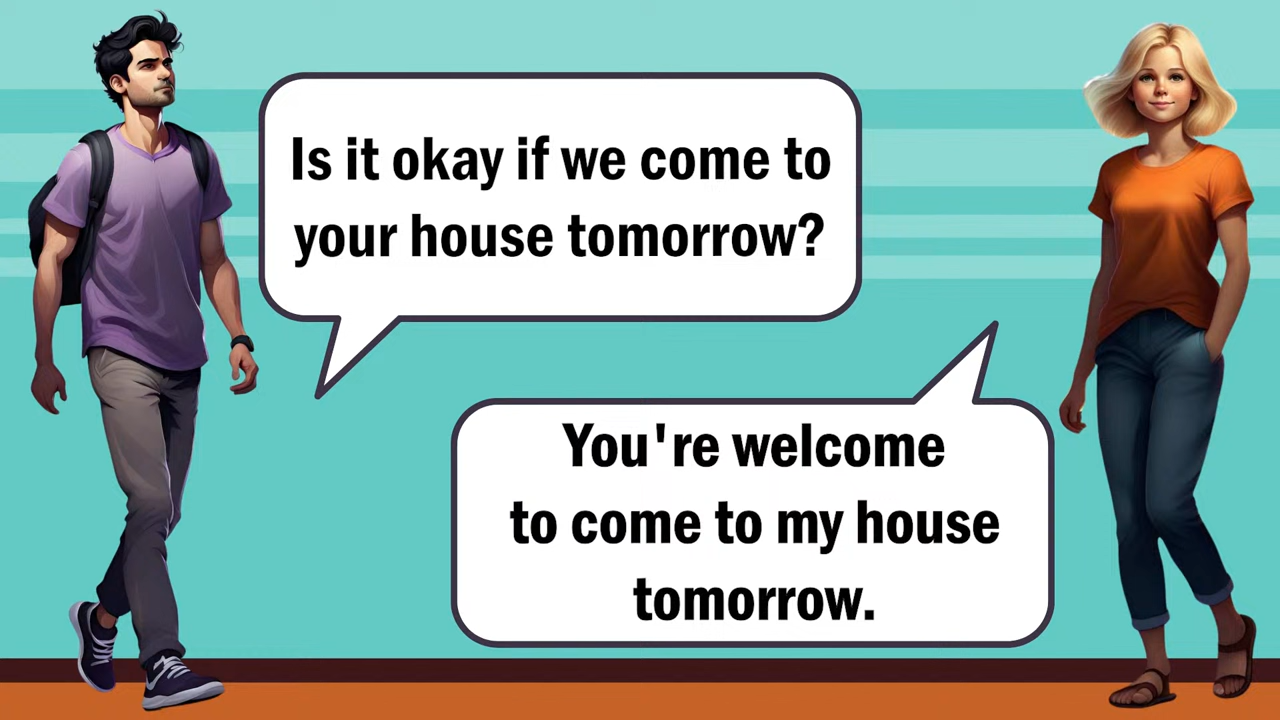 Is it okay if we come to
your house tomorrow?
You're welcome
to come to my house
tomorrow.